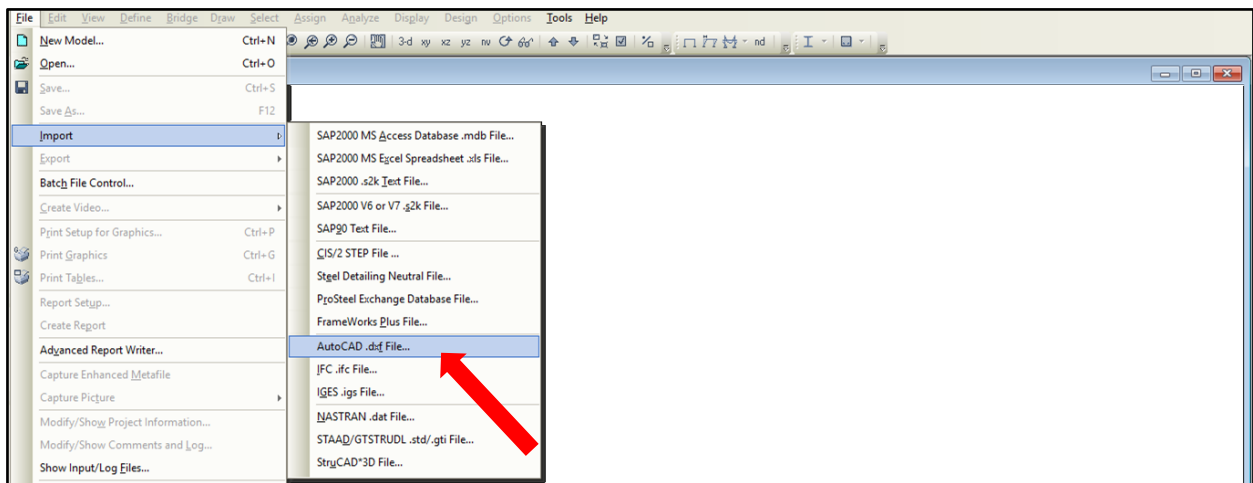 File Edit View Define Bridge Draw Select Assign Analyze Display Design Options Tools Help
New Model... Ctrl+N
3-d xy xz yz nv nd
Open... Ctrl+O
Save... Ctrl+S
Save As... F12
Import
Export
Batch File Control...
Create Video...
Print Setup for Graphics... Ctrl+P
Print Graphics Ctrl+G
Print Tables... Ctrl+I
Report Setup...
Create Report
Advanced Report Writer...
Capture Enhanced Metafile
Capture Picture
Modify/Show Project Information...
Modify/Show Comments and Log...
Show Input/Log Files...
SAP2000 MS Access Database .mdb File...
SAP2000 MS Excel Spreadsheet .xls File...
SAP2000 .s2k Text File...
SAP2000 V6 or V7 .s2k File...
SAP90 Text File...
CIS/2 STEP File ...
Steel Detailing Neutral File...
ProSteel Exchange Database File...
FrameWorks Plus File...
AutoCAD .dxf File...
IFC .ifc File...
IGES .igs File...
NASTRAN .dat File...
STAAD/GTSTRUDL .std/.gti File...
StruCAD*3D File...